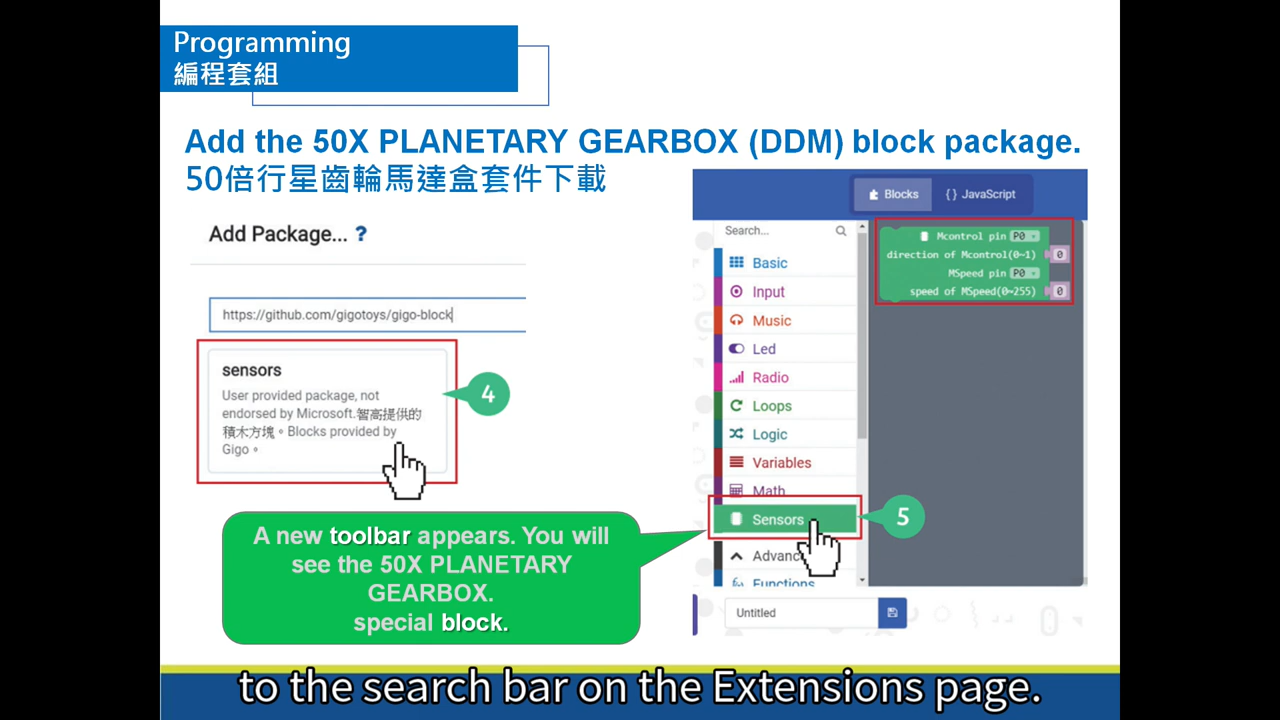 Programming
編程套組
Add the 50X PLANETARY GEARBOX (DDM) block package.
50倍行星齒輪馬達盒套件下載
Add Package... ?
https://github.com/gigotoys/gigo-block
sensors
User provided package, not
endorsed by Microsoft.智高提供的
積木方塊。Blocks provided by
Gigo。
4
A new toolbar appears. You will
see the 50X PLANETARY
GEARBOX.
special block.
Blocks
{} JavaScript
Search...
Basic
Input
Music
Led
Radio
Loops
Logic
Variables
Math
Sensors
Advanc
Functions
Untitled
5
Mcontrol pin P0
direction of Mcontrol(0~1) 0
MSpeed pin P0
speed of MSpeed(0~255) 0
to the search bar on the Extensions page.